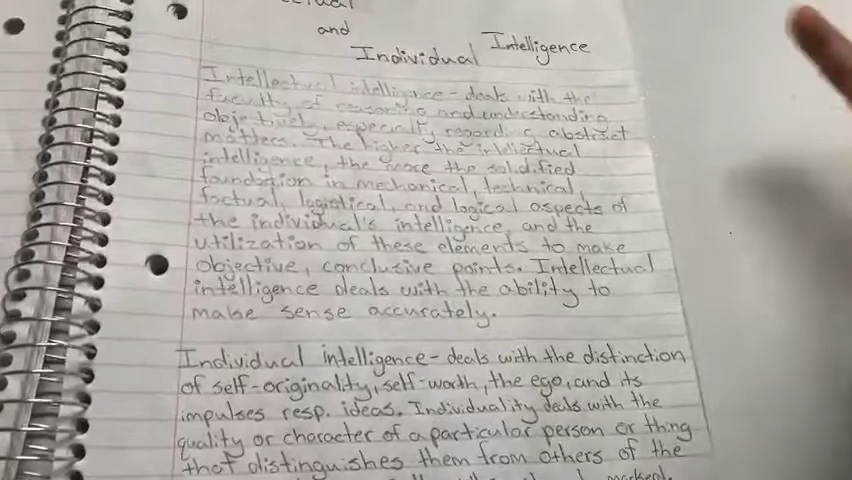 and
Individual Intelligence
Intellectual intelligence - deals with the
faculty of reasoning and understanding
objectively, especially regarding abstract
matters. The higher the intellectual
intelligence, the more the solidified
foundation in mechanical, technical,
factual, logistical, and logical aspects of
the individual's intelligence, and the
utilization of these elements to make
objective, conclusive points. Intellectual
intelligence deals with the ability to
make sense accurately.
Individual intelligence - deals with the distinction
of self-originality, self-worth, the ego, and its
impulses resp. ideas. Individuality deals with the
quality or character of a particular person or thing
that distinguishes them from others of the
marked.